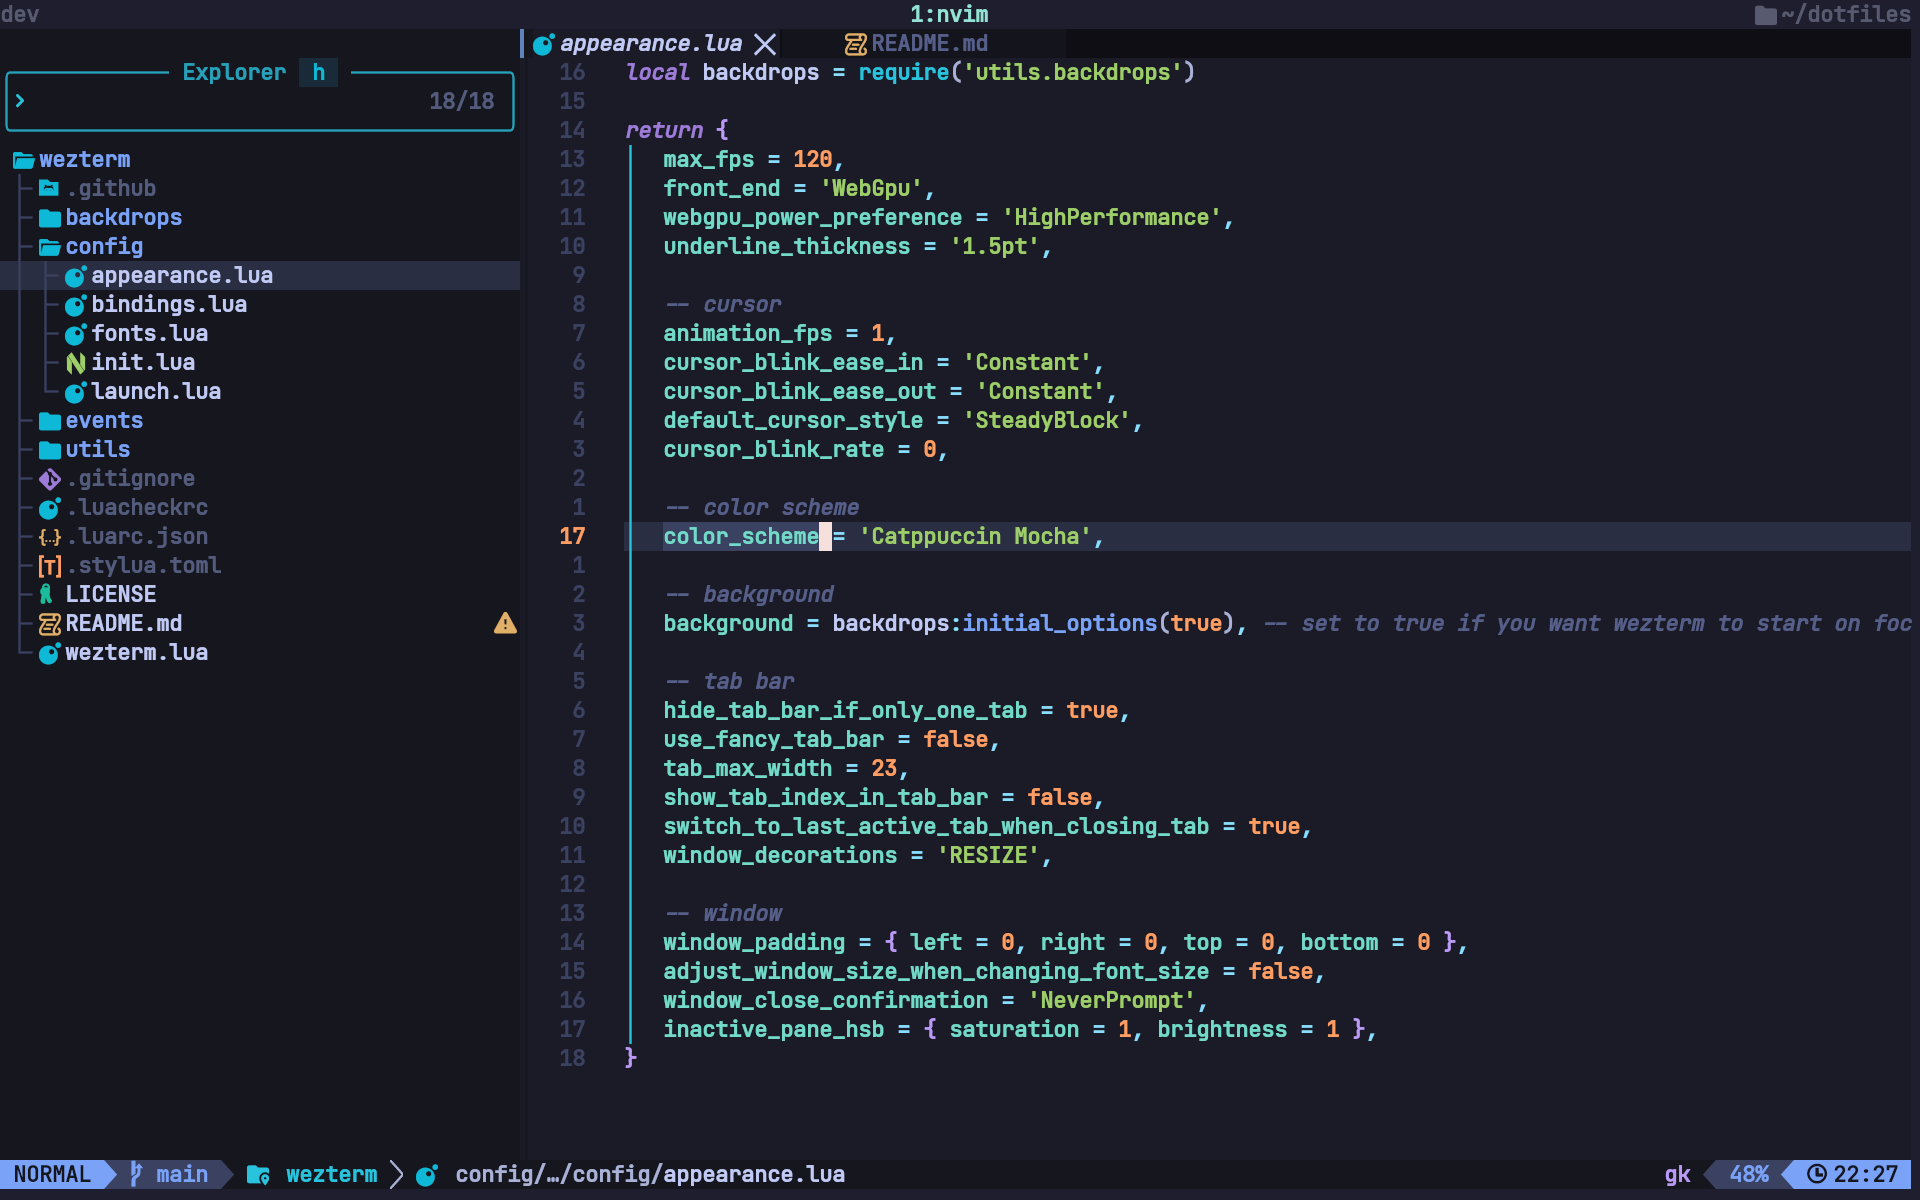 dev 1:nvim ~/dotfiles
appearance.lua README.md
Explorer h
18/18
wezterm
.github
backdrops
config
appearance.lua
bindings.lua
fonts.lua
init.lua
launch.lua
events
utils
.gitignore
.luacheckrc
.luarc.json
.stylua.toml
LICENSE
README.md
wezterm.lua
16 local backdrops = require('utils.backdrops')
15
14 return {
13 max_fps = 120,
12 front_end = 'WebGpu',
11 webgpu_power_preference = 'HighPerformance',
10 underline_thickness = '1.5pt',
9
8 -- cursor
7 animation_fps = 1,
6 cursor_blink_ease_in = 'Constant',
5 cursor_blink_ease_out = 'Constant',
4 default_cursor_style = 'SteadyBlock',
3 cursor_blink_rate = 0,
2
1 -- color scheme
17 color_scheme = 'Catppuccin Mocha',
1
2 -- background
3 background = backdrops:initial_options(true), -- set to true if you want wezterm to start on foc
4
5 -- tab bar
6 hide_tab_bar_if_only_one_tab = true,
7 use_fancy_tab_bar = false,
8 tab_max_width = 23,
9 show_tab_index_in_tab_bar = false,
10 switch_to_last_active_tab_when_closing_tab = true,
11 window_decorations = 'RESIZE',
12
13 -- window
14 window_padding = { left = 0, right = 0, top = 0, bottom = 0 },
15 adjust_window_size_when_changing_font_size = false,
16 window_close_confirmation = 'NeverPrompt',
17 inactive_pane_hsb = { saturation = 1, brightness = 1 },
18 }
NORMAL main wezterm config/…/config/appearance.lua gk 48% 22:27